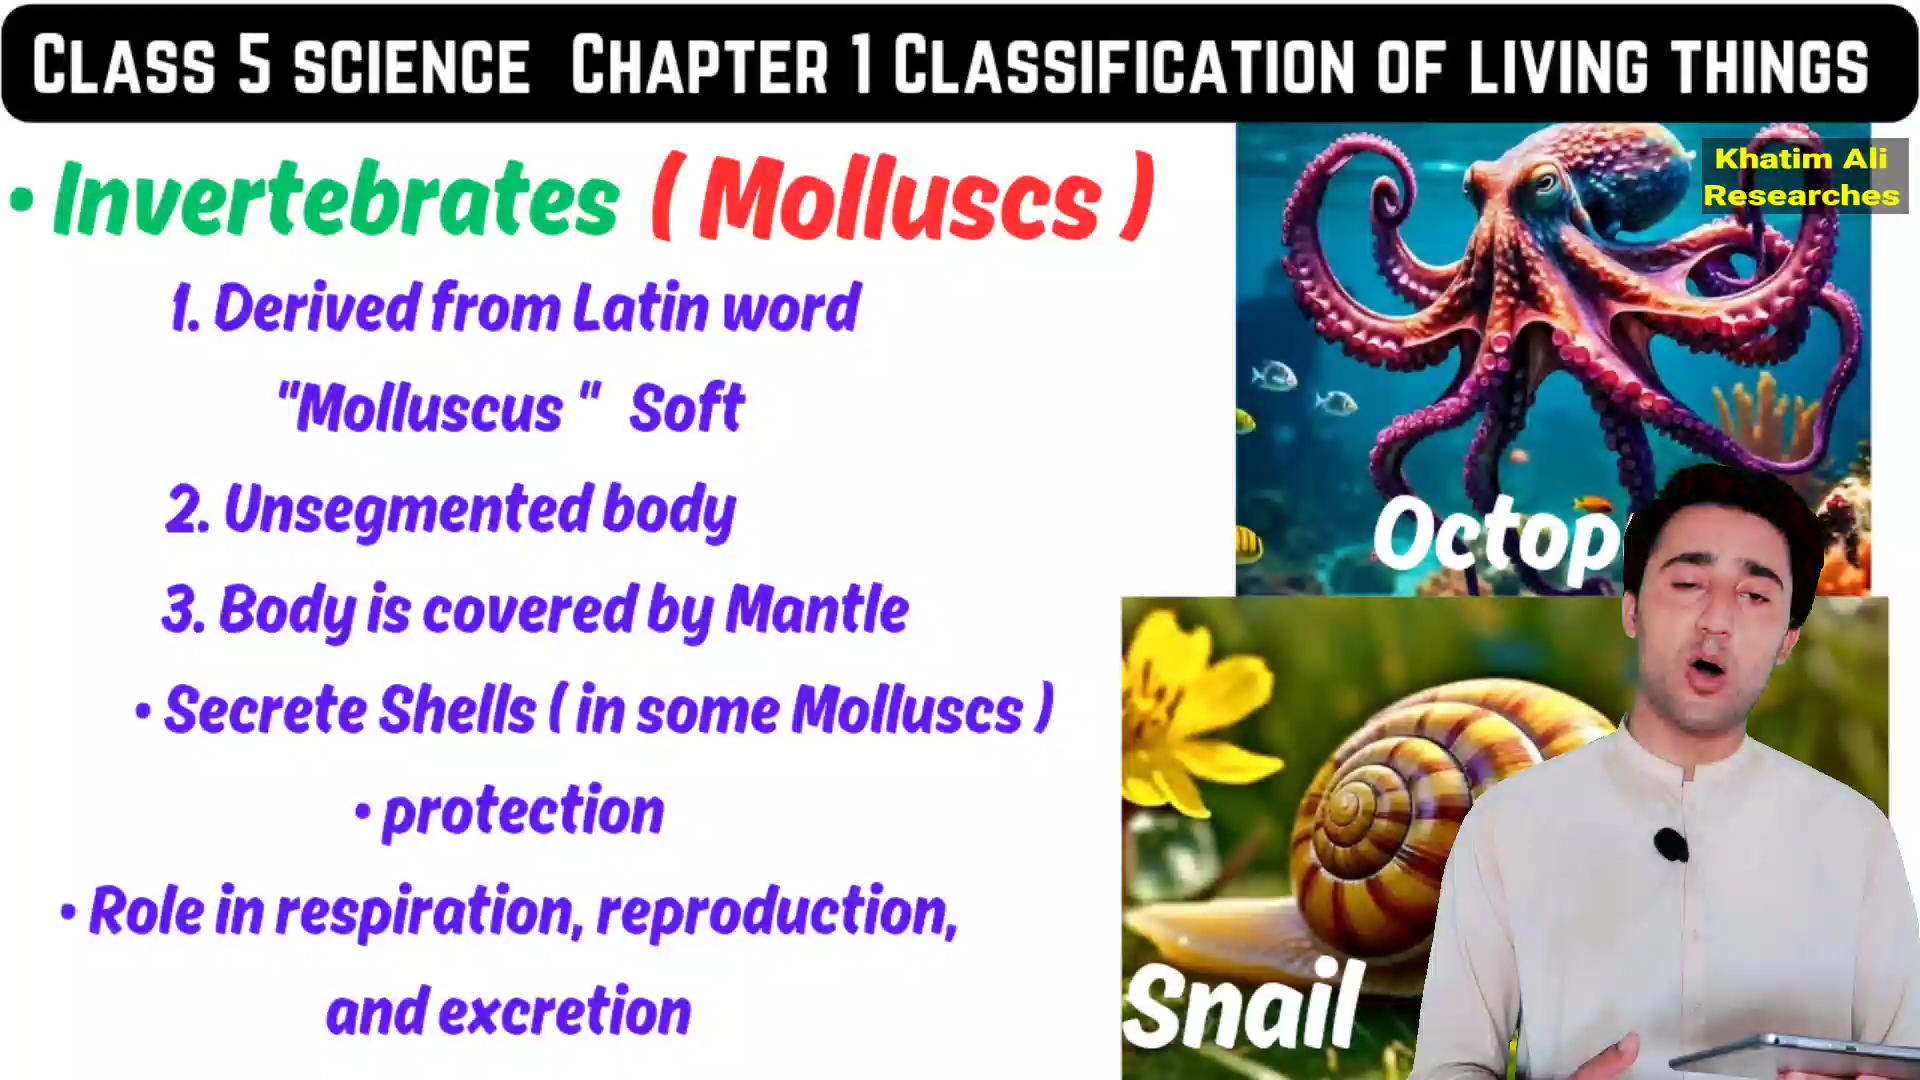 CLASS 5 SCIENCE CHAPTER 1 CLASSIFICATION OF LIVING THINGS
Khatim Ali
Researches
• Invertebrates ( Molluscs )
1. Derived from Latin word
"Molluscus " Soft
2. Unsegmented body
3. Body is covered by Mantle
• Secrete Shells ( in some Molluscs )
• protection
• Role in respiration, reproduction,
and excretion
Octop
Snail